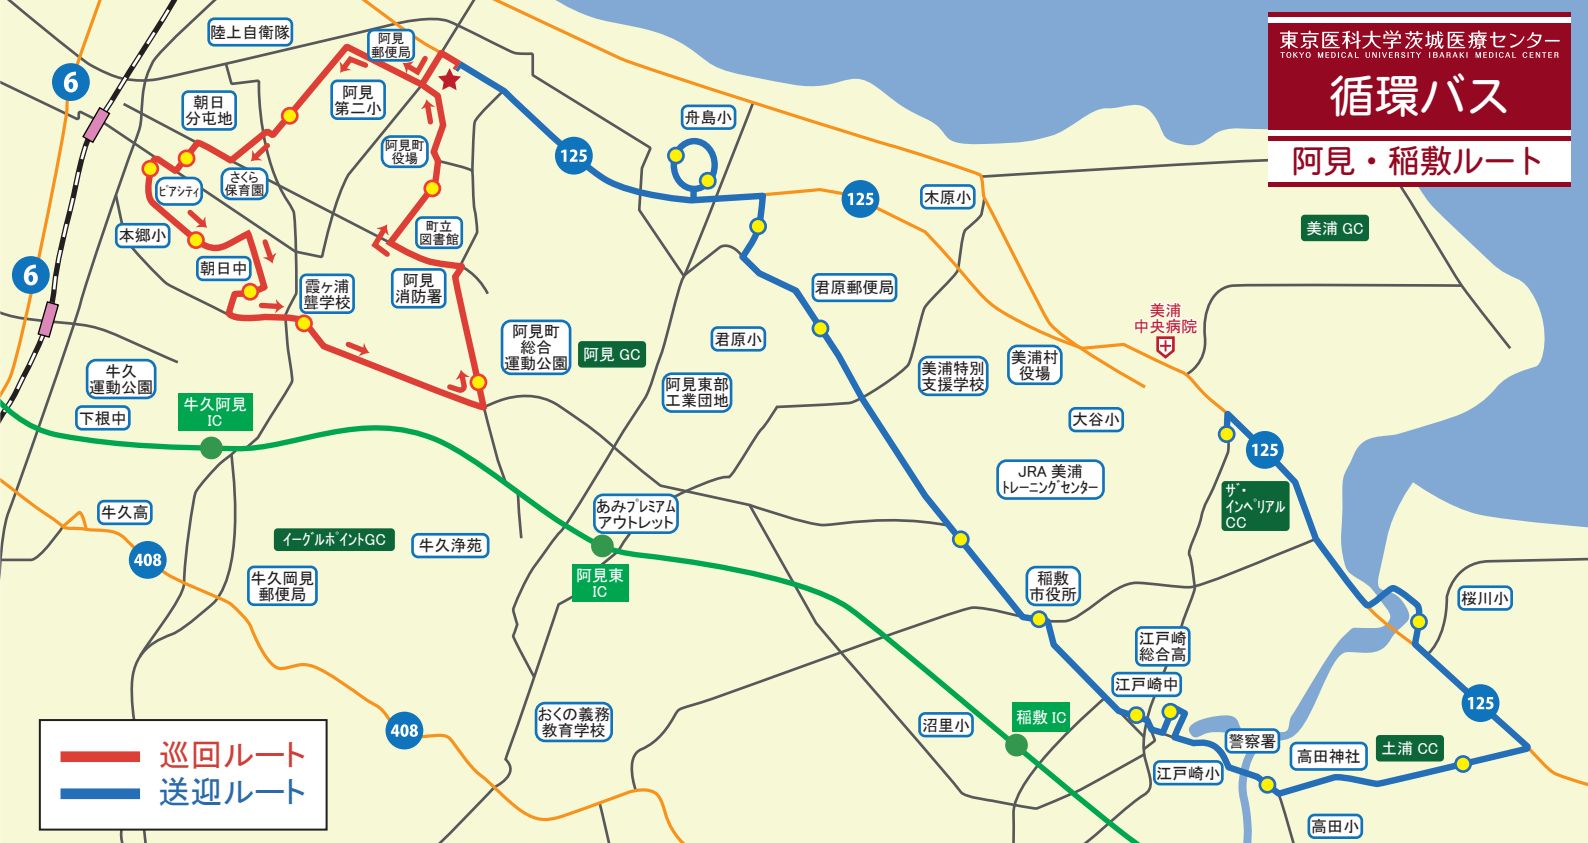 東京医科大学茨城医療センター
TOKYO MEDICAL UNIVERSITY IBARAKI MEDICAL CENTER
循環バス
阿見・稲敷ルート
陸上自衛隊
阿見
郵便局
6
朝日
分屯地
阿見
第二小
舟島小
阿見町
役場
125
さくら
保育園
ピアシティ
木原小
125
町立
図書館
本郷小
美浦 GC
朝日中
6
霞ヶ浦
聾学校
阿見
消防署
君原郵便局
美浦
中央病院
阿見町
総合
運動公園
君原小
阿見 GC
美浦村
役場
美浦特別
支援学校
牛久
運動公園
阿見東部
工業団地
下根中
牛久阿見
IC
大谷小
125
JRA 美浦
トレーニングセンター
ザ・
インペリアル
CC
牛久高
あみプレミアム
アウトレット
イーグルポイントGC
牛久浄苑
408
牛久岡見
郵便局
阿見東
IC
稲敷
市役所
桜川小
江戸崎
総合高
江戸崎中
125
おくの義務
教育学校
沼里小
稲敷 IC
408
警察署
高田神社
土浦 CC
江戸崎小
高田小
巡回ルート
送迎ルート